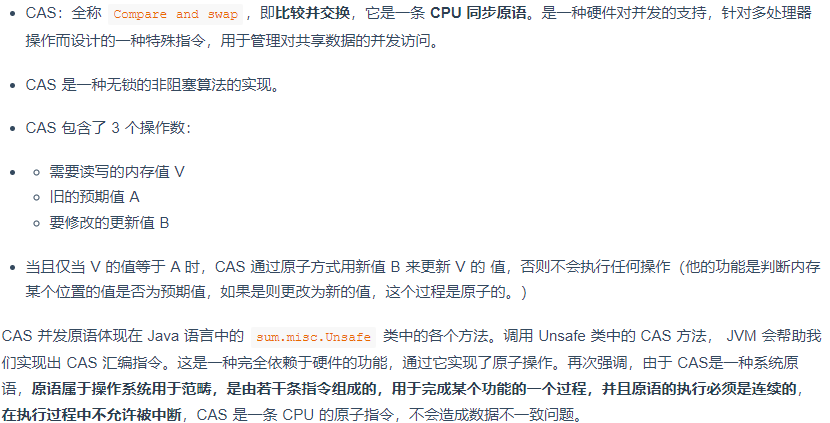 CAS：全称 Compare and swap ，即比较并交换，它是一条 CPU 同步原语。是一种硬件对并发的支持，针对多处理器
操作而设计的一种特殊指令，用于管理对共享数据的并发访问。
CAS 是一种无锁的非阻塞算法的实现。
CAS 包含了 3 个操作数：
需要读写的内存值 V
旧的预期值 A
要修改的更新值 B
当且仅当 V 的值等于 A 时，CAS 通过原子方式用新值 B 来更新 V 的 值，否则不会执行任何操作（他的功能是判断内存
某个位置的值是否为预期值，如果是则更改为新的值，这个过程是原子的。）
CAS 并发原语体现在 Java 语言中的 sum.misc.Unsafe 类中的各个方法。调用 Unsafe 类中的 CAS 方法， JVM 会帮助我
们实现出 CAS 汇编指令。这是一种完全依赖于硬件的功能，通过它实现了原子操作。再次强调，由于 CAS是一种系统原
语，原语属于操作系统用于范畴，是由若干条指令组成的，用于完成某个功能的一个过程，并且原语的执行必须是连续的，
在执行过程中不允许被中断，CAS 是一条 CPU 的原子指令，不会造成数据不一致问题。